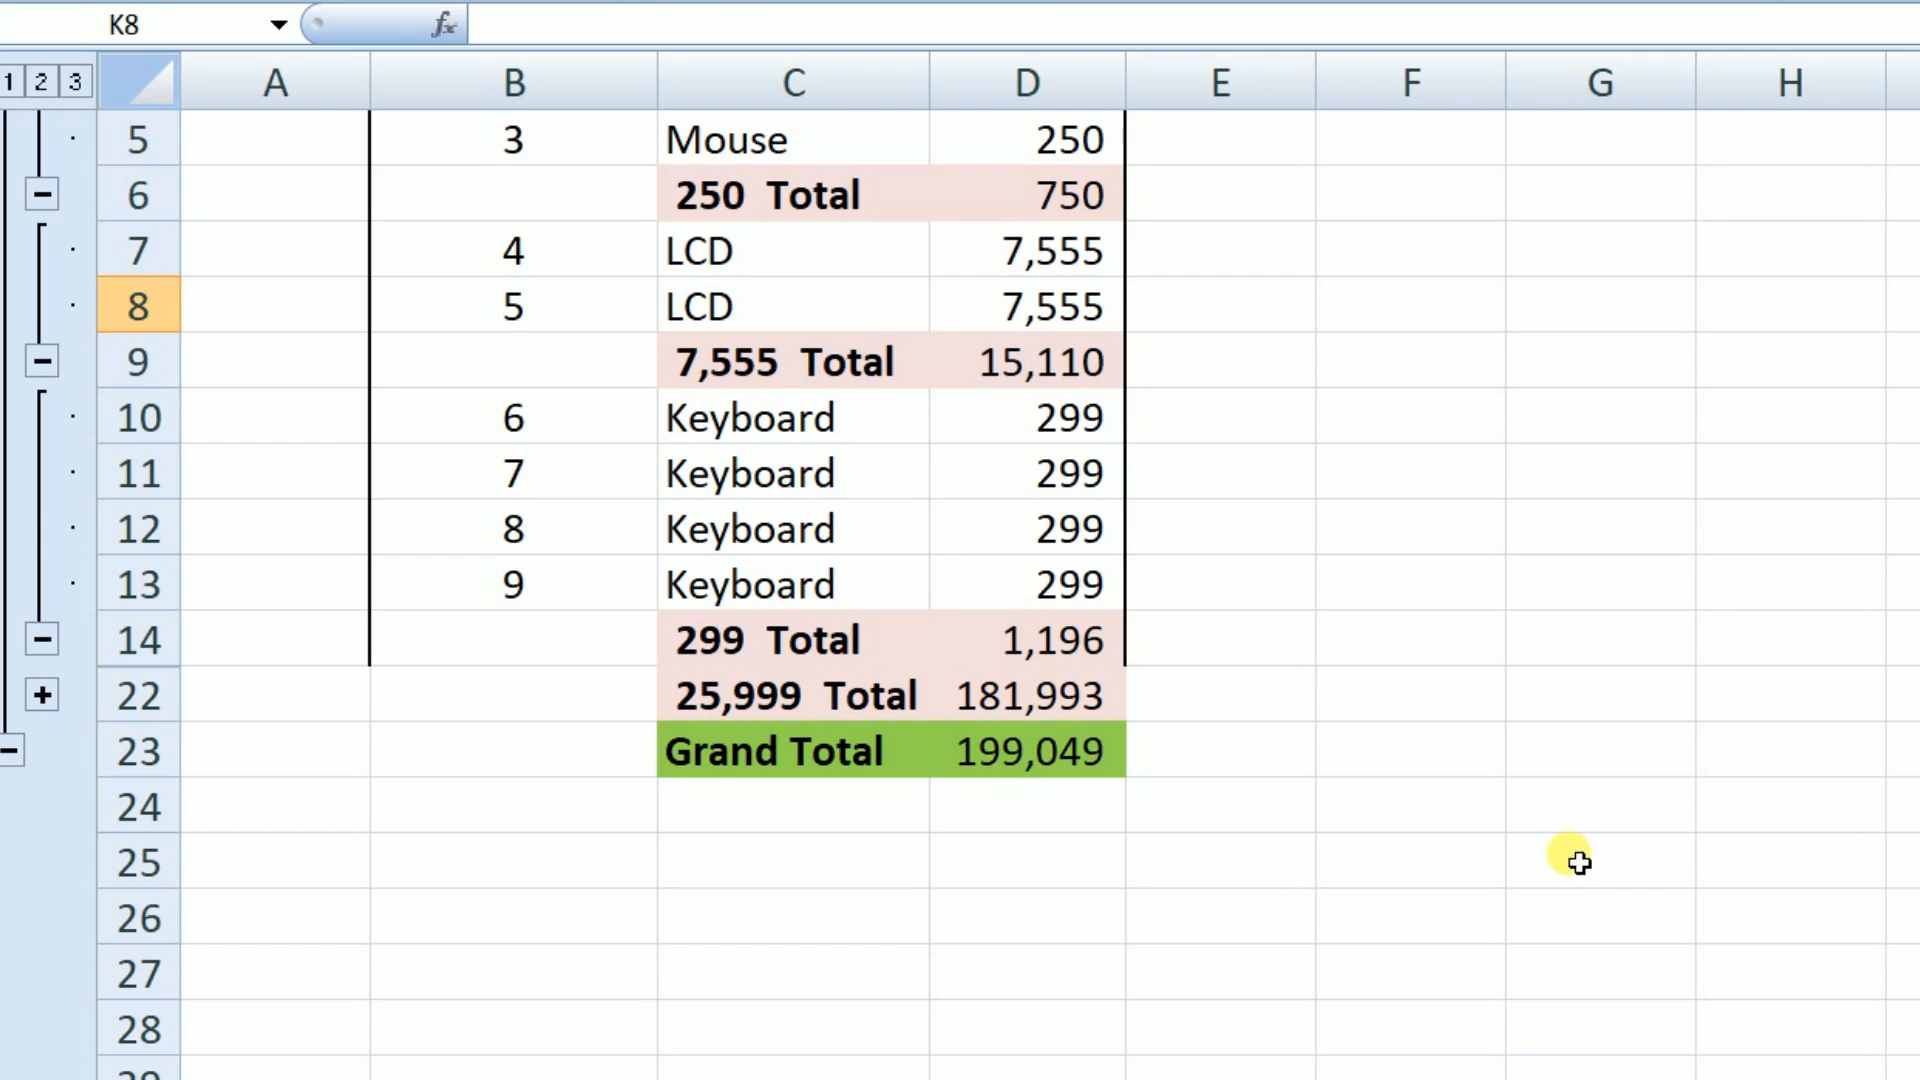 K8 fx
1 2 3 A B C D E F G H
5 3 Mouse 250
6 250 Total 750
7 4 LCD 7,555
8 5 LCD 7,555
9 7,555 Total 15,110
10 6 Keyboard 299
11 7 Keyboard 299
12 8 Keyboard 299
13 9 Keyboard 299
14 299 Total 1,196
22 25,999 Total 181,993
23 Grand Total 199,049
24
25
26
27
28